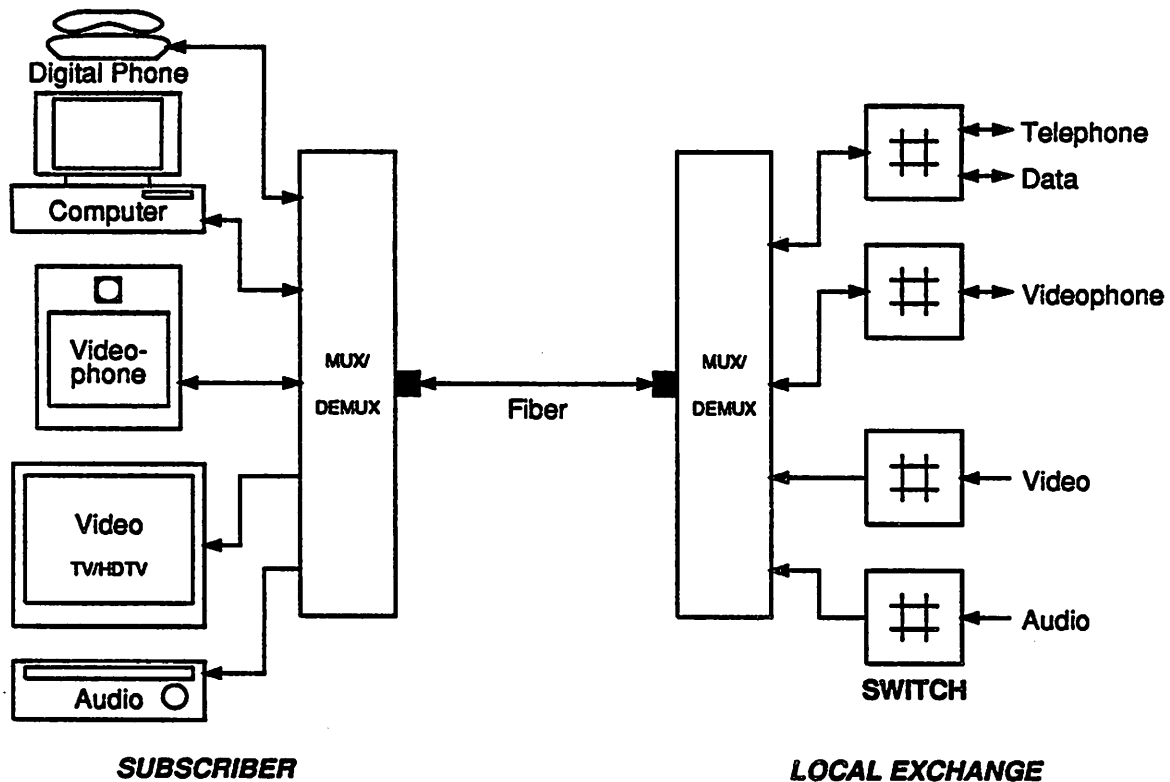 Digital Phone
Computer
Video-
phone
Video
TV/HDTV
Audio
MUX/
DEMUX
Fiber
MUX/
DEMUX
Telephone
Data
Videophone
Video
Audio
SWITCH
SUBSCRIBER
LOCAL EXCHANGE